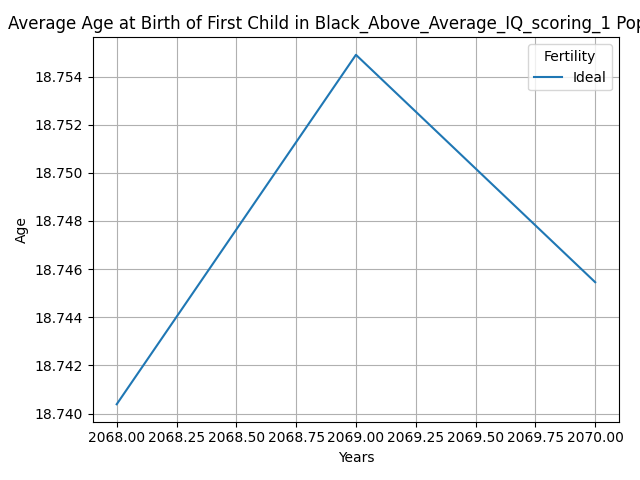 Average Age at Birth of First Child in Black_Above_Average_IQ_scoring_1 Pop
Fertility
Ideal
18.754
18.752
18.750
18.748
18.746
18.744
18.742
18.740
Age
2068.00 2068.25 2068.50 2068.75 2069.00 2069.25 2069.50 2069.75 2070.00
Years